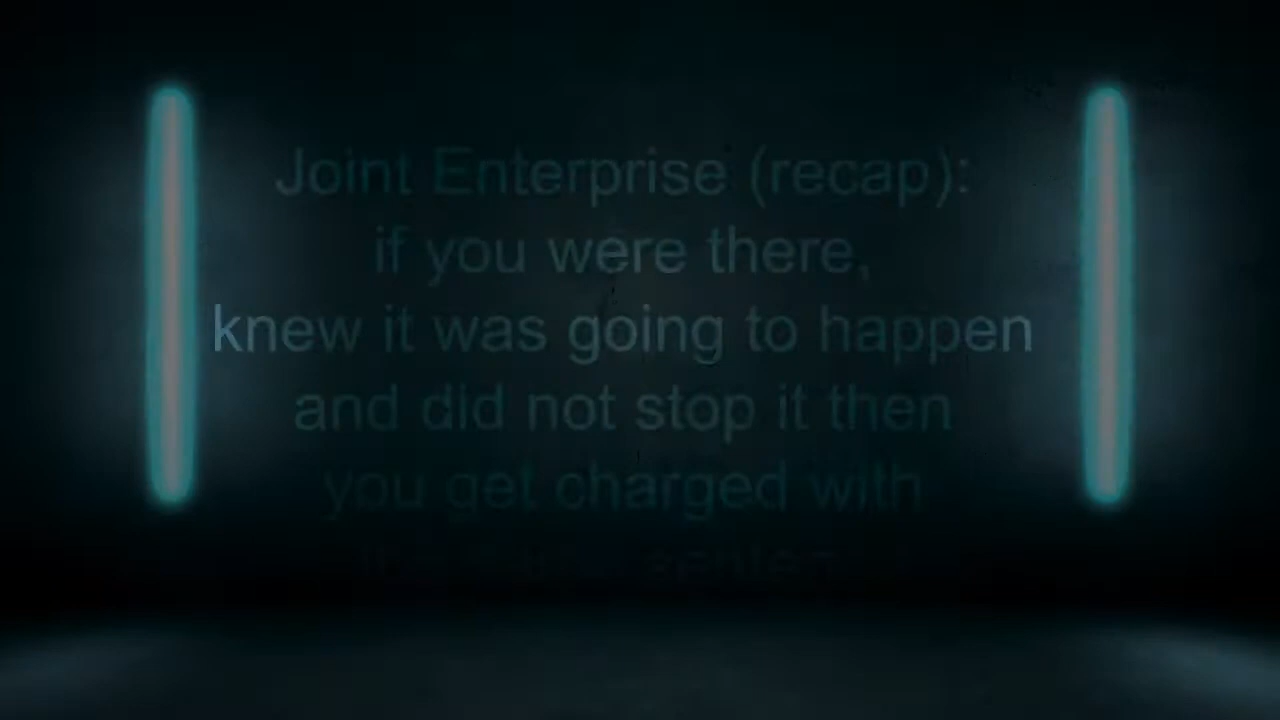 Joint Enterprise (recap):
if you were there,
knew it was going to happen
and did not stop it then
you get charged with